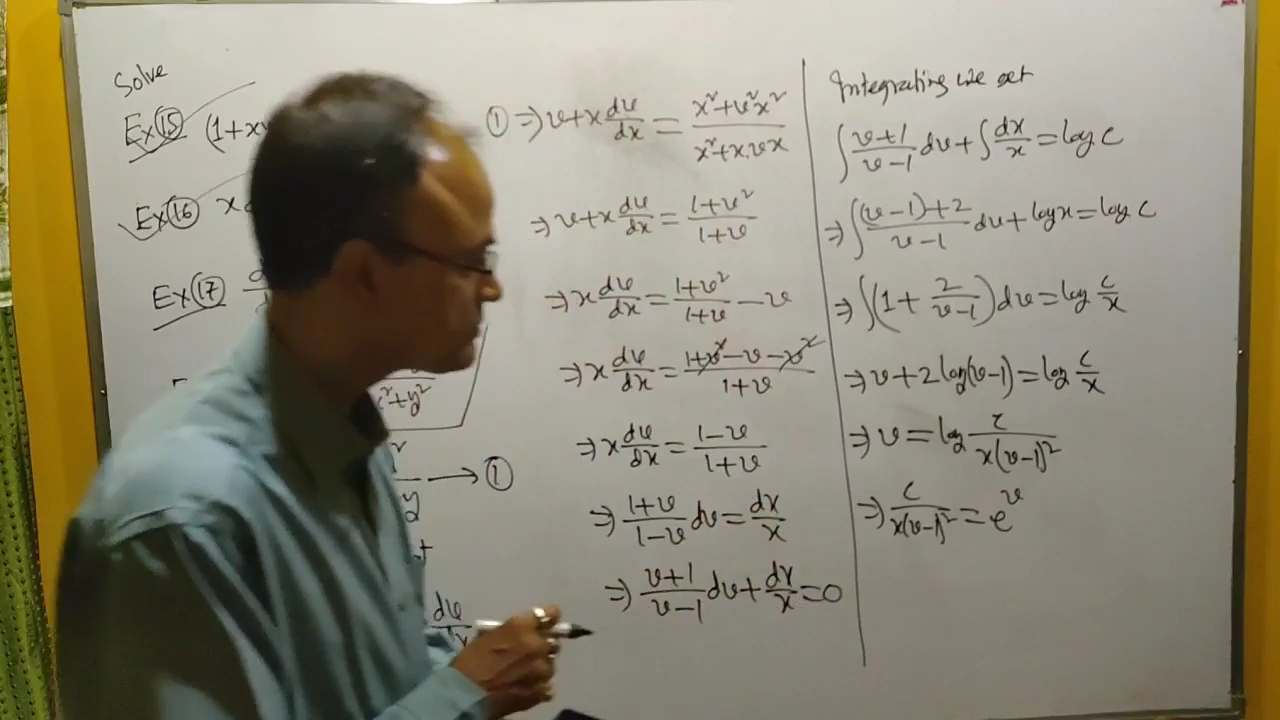 Solve
Ex(15) (1+x
Ex(16) x
Ex(17)
x²+y²
y → ①
dv
① ⇒ v+x dv/dx = (x²+v²x²)/(x²+x.vx)
⇒ v+x dv/dx = (1+v²)/(1+v)
⇒ x dv/dx = (1+v²)/(1+v) − v
⇒ x dv/dx = (1+v²−v−v²)/(1+v)
⇒ x dv/dx = (1−v)/(1+v)
⇒ (1+v)/(1−v) dv = dx/x
⇒ (v+1)/(v−1) dv + dx/x = 0
Integrating we get
∫ (v+1)/(v−1) dv + ∫ dx/x = log c
⇒ ∫ ((v−1)+2)/(v−1) dv + log x = log c
⇒ ∫ (1 + 2/(v−1)) dv = log c/x
⇒ v + 2 log(v−1) = log c/x
⇒ v = log c/(x(v−1)²)
⇒ c/(x(v−1)²) = e^v